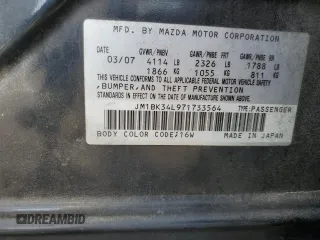 MFD. BY MAZDA MOTOR CORPORATION
GVWR/PNBV GAWR/PNBE FRT GAWR/PNBE RR
03/07 4114 LB 2326 LB 1788 LB
1866 KG 1055 KG 811 KG
THIS VEHICLE CONFORMS TO ALL APPLICABLE FEDERAL MOTOR VEHICLE SAFETY
,BUMPER,AND THEFT PREVENTION
STANDARDS IN EFFECT ON THE DATE OF MANUFACTURE SHOWN ABOVE.
JM1BK34L971733564 TYPE:PASSENGER
BODY COLOR CODE/16W MADE IN JAPAN
DREAMBID